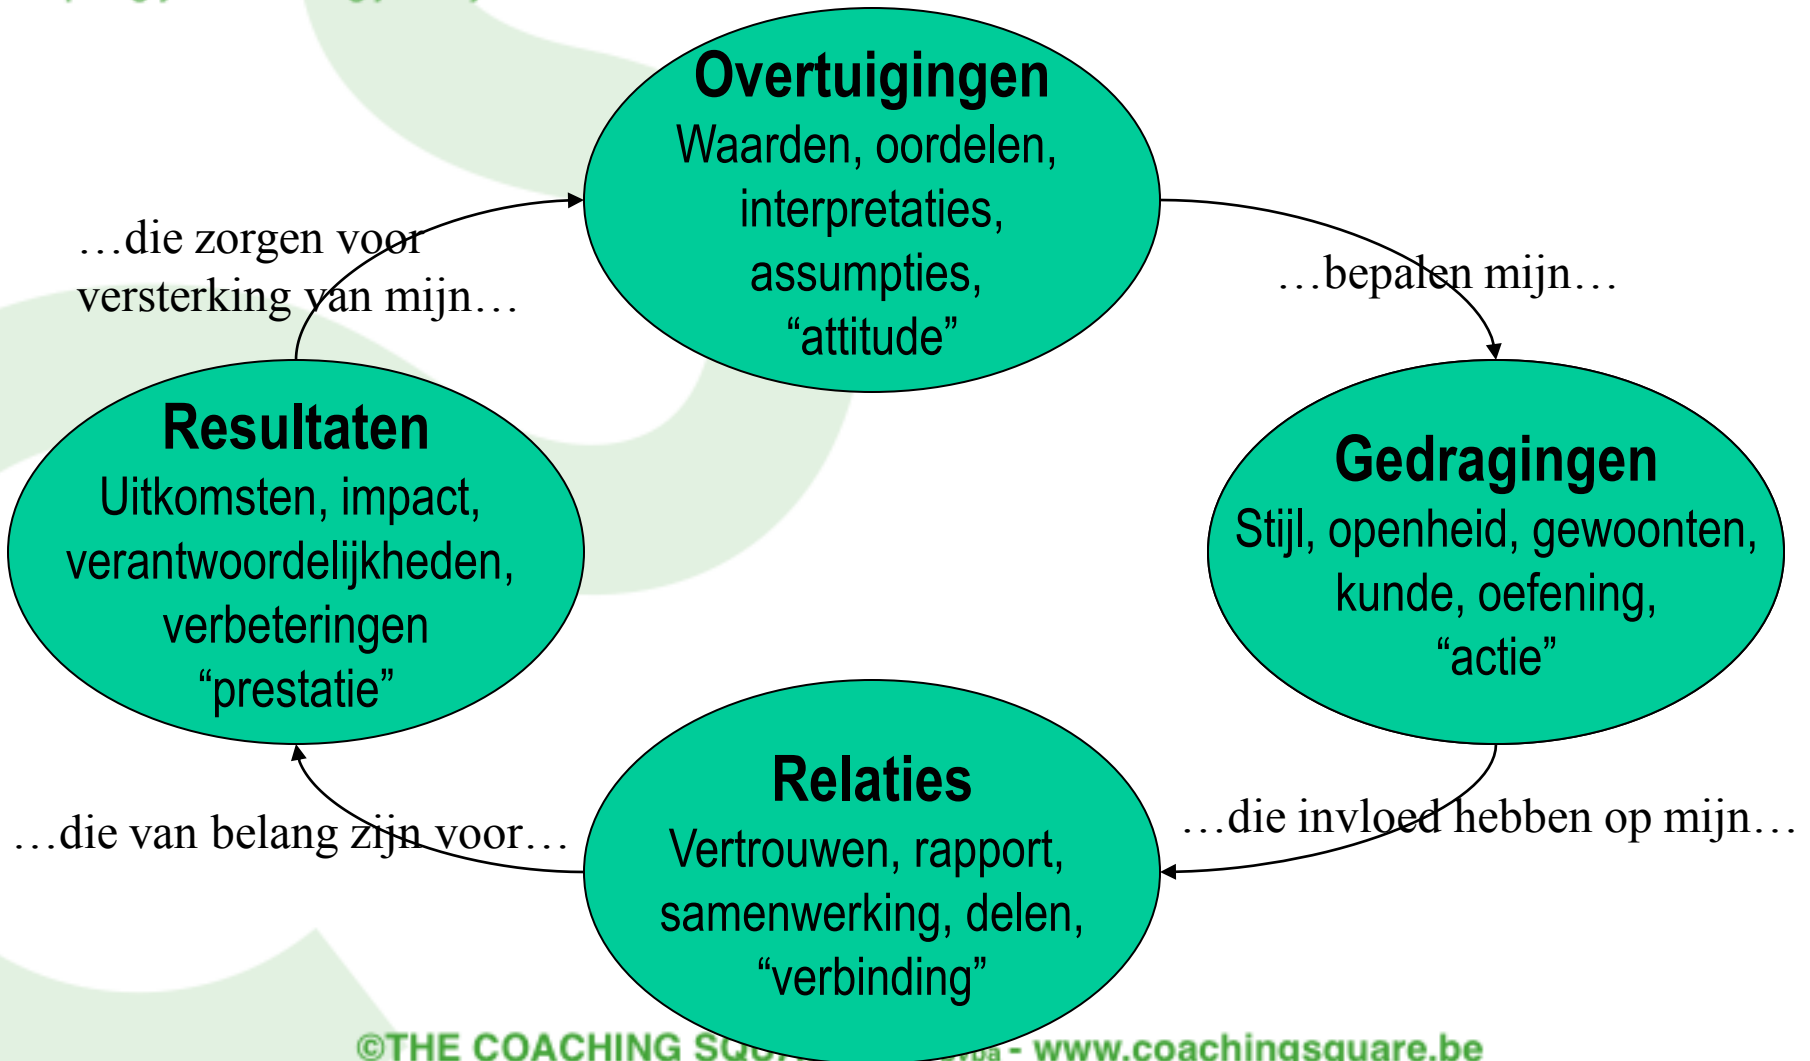 Overtuigingen
Waarden, oordelen,
interpretaties,
assumpties,
“attitude”
…bepalen mijn…
Gedragingen
Stijl, openheid, gewoonten,
kunde, oefening,
“actie”
…die invloed hebben op mijn…
Relaties
Vertrouwen, rapport,
samenwerking, delen,
“verbinding”
…die van belang zijn voor…
Resultaten
Uitkomsten, impact,
verantwoordelijkheden,
verbeteringen
“prestatie”
…die zorgen voor
versterking van mijn…
©THE COACHING - www.coachingsquare.be